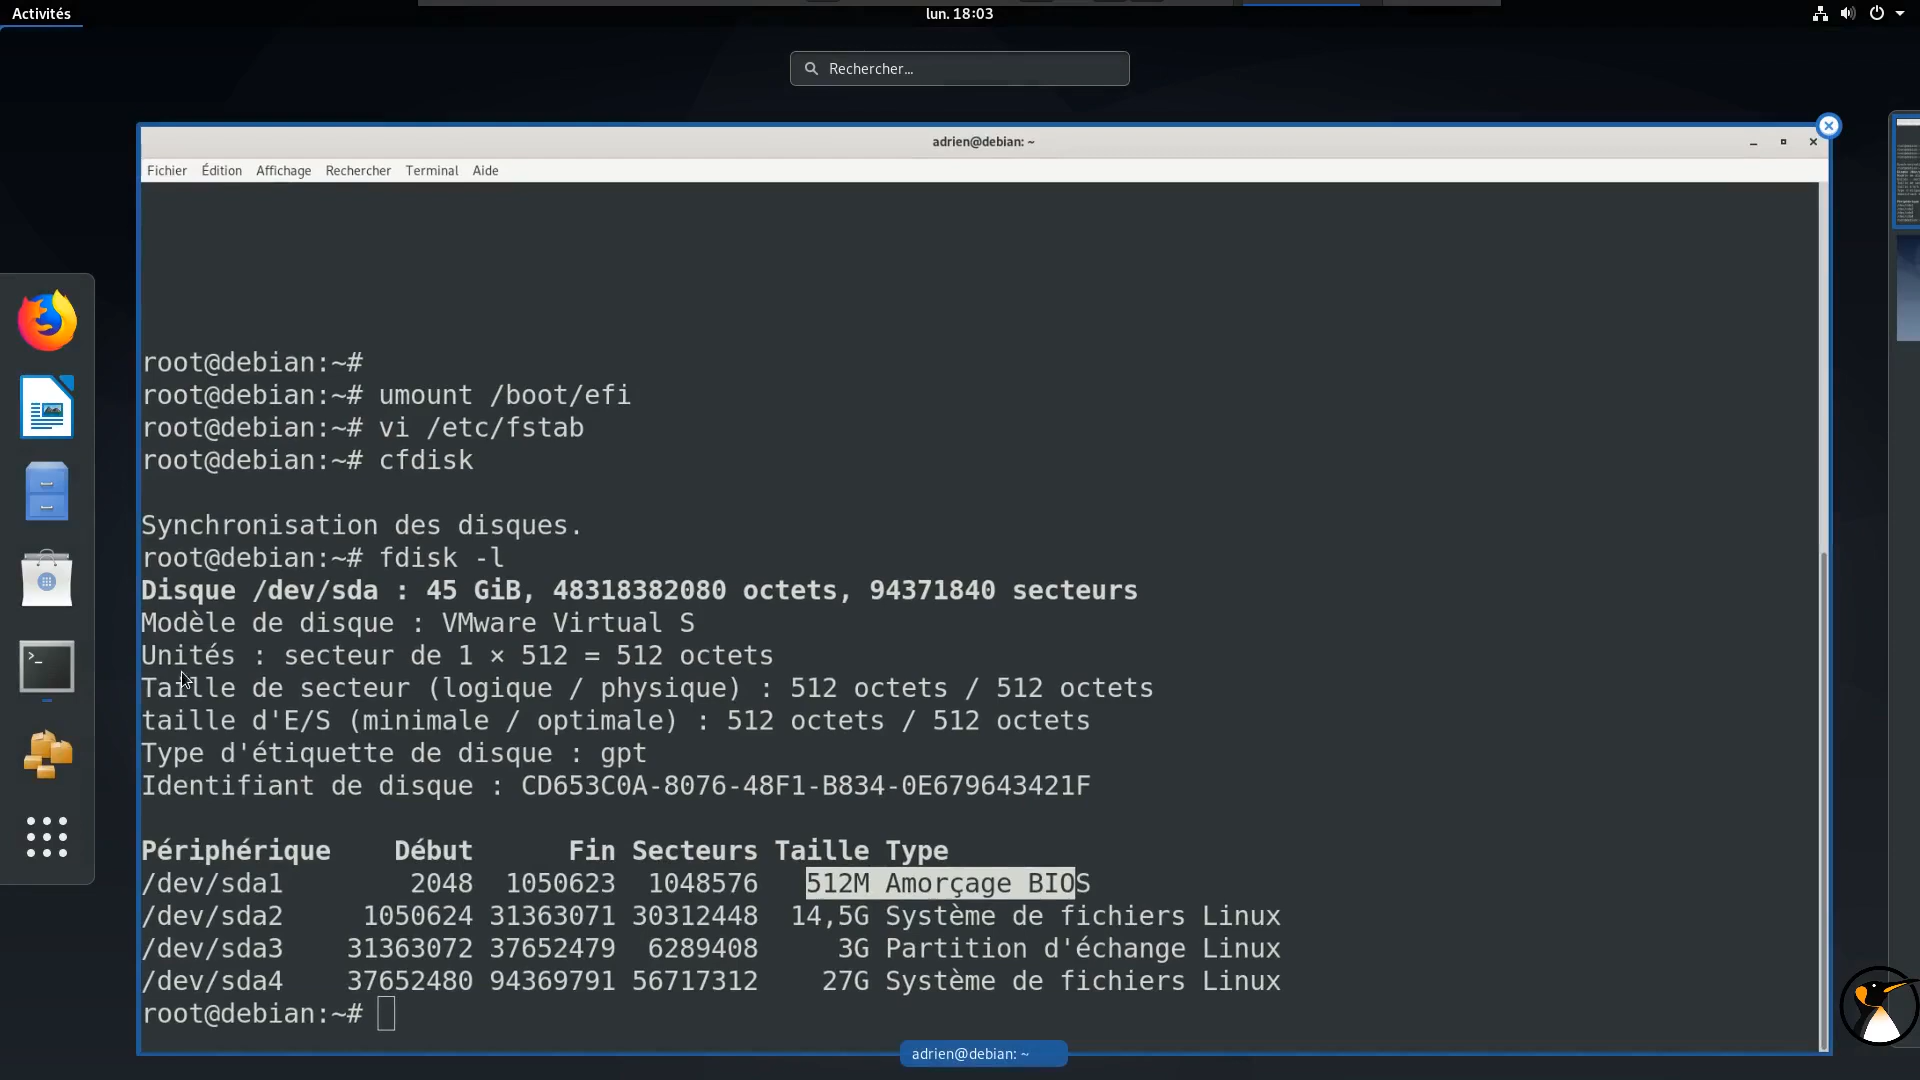 Activités
lun. 18:03
Rechercher...
adrien@debian: ~
Fichier Édition Affichage Rechercher Terminal Aide
root@debian:~#
root@debian:~# umount /boot/efi
root@debian:~# vi /etc/fstab
root@debian:~# cfdisk
Synchronisation des disques.
root@debian:~# fdisk -l
Disque /dev/sda : 45 GiB, 48318382080 octets, 94371840 secteurs
Modèle de disque : VMware Virtual S
Unités : secteur de 1 × 512 = 512 octets
Taille de secteur (logique / physique) : 512 octets / 512 octets
taille d'E/S (minimale / optimale) : 512 octets / 512 octets
Type d'étiquette de disque : gpt
Identifiant de disque : CD653C0A-8076-48F1-B834-0E679643421F
Périphérique Début Fin Secteurs Taille Type
/dev/sda1 2048 1050623 1048576 512M Amorçage BIOS
/dev/sda2 1050624 31363071 30312448 14,5G Système de fichiers Linux
/dev/sda3 31363072 37652479 6289408 3G Partition d'échange Linux
/dev/sda4 37652480 94369791 56717312 27G Système de fichiers Linux
root@debian:~#
adrien@debian: ~